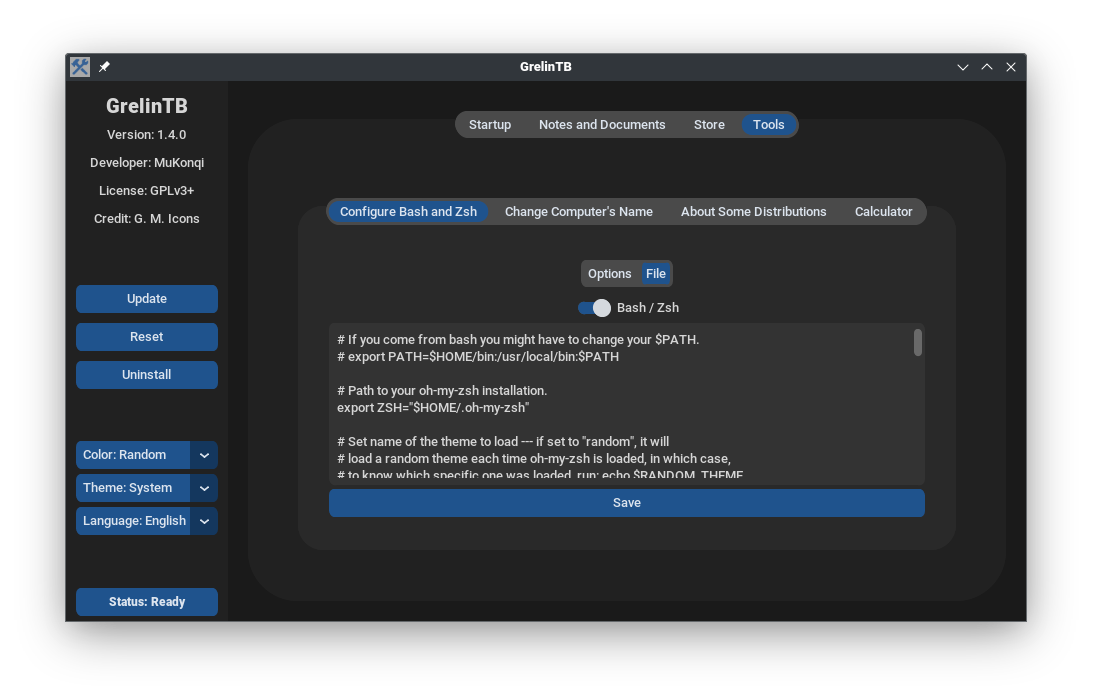 GrelinTB
GrelinTB
Version: 1.4.0
Developer: MuKonqi
License: GPLv3+
Credit: G. M. Icons
Update
Reset
Uninstall
Color: Random
Theme: System
Language: English
Status: Ready
Startup Notes and Documents Store Tools
Configure Bash and Zsh Change Computer's Name About Some Distributions Calculator
Options File
Bash / Zsh
# If you come from bash you might have to change your $PATH.
# export PATH=$HOME/bin:/usr/local/bin:$PATH
# Path to your oh-my-zsh installation.
export ZSH="$HOME/.oh-my-zsh"
# Set name of the theme to load --- if set to "random", it will
# load a random theme each time oh-my-zsh is loaded, in which case,
# to know which specific one was loaded, run: echo $RANDOM_THEME
Save